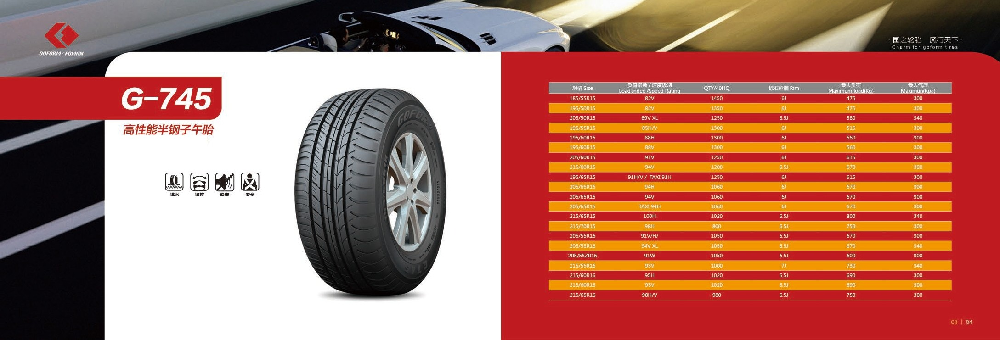 GOFORM/FOMAN
· 国之轮胎 风行天下 ·
Charm for goform tires
G-745
高性能半钢子午胎
排水 操控 静音 安全
GOFORM
规格 Size 负荷指数 / 速度级别 Load Index /Speed Rating QTY/40HQ 标准轮辋 Rim 最大负荷 Maximum load(Kg) 最大气压 Maximun(Kpa)
185/55R15 82V 1450 6J 475 300
195/50R15 82V 1350 6J 475 300
205/50R15 89V XL 1250 6.5J 580 340
195/55R15 85H/V 1300 6J 515 300
195/60R15 88H 1300 6J 560 300
195/60R15 88V 1300 6J 560 300
205/60R15 91V 1250 6J 615 300
215/60R15 94V 1200 6.5J 670 300
195/65R15 91H/V / TAXI 91H 1250 6J 615 300
205/65R15 94H 1060 6J 670 300
205/65R15 94V 1060 6J 670 300
205/65R15 TAXI 94H 1060 6J 670 300
215/65R15 100H 1020 6.5J 800 340
215/70R15 98H 800 6.5J 750 300
205/55R16 91V/H/ 1050 6.5J 670 300
205/55R16 94V XL 1050 6.5J 670 340
205/55ZR16 91W 1050 6.5J 600 300
215/55R16 93V 1000 7J 730 340
215/60R16 95H 1020 6.5J 690 300
215/60R16 95V 1020 6.5J 690 300
215/65R16 98H/V 980 6.5J 750 300
03 | 04